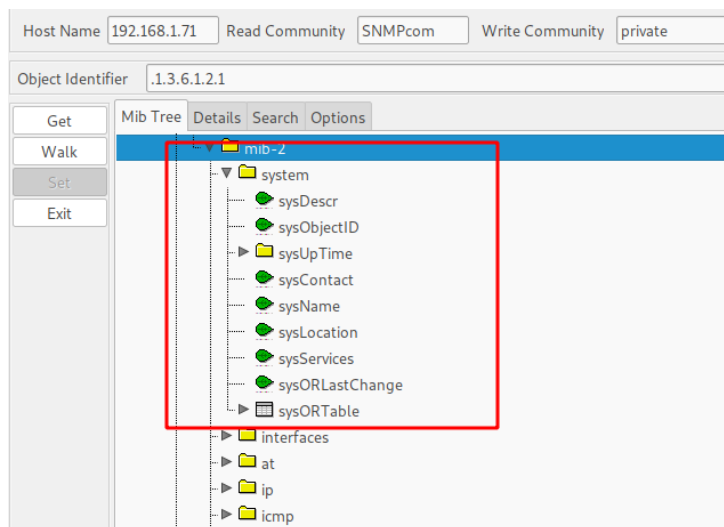 Host Name 192.168.1.71 Read Community SNMPcom Write Community private
Object Identifier .1.3.6.1.2.1
Get
Walk
Set
Exit
Mib Tree Details Search Options
mib-2
system
sysDescr
sysObjectID
sysUpTime
sysContact
sysName
sysLocation
sysServices
sysORLastChange
sysORTable
interfaces
at
ip
icmp